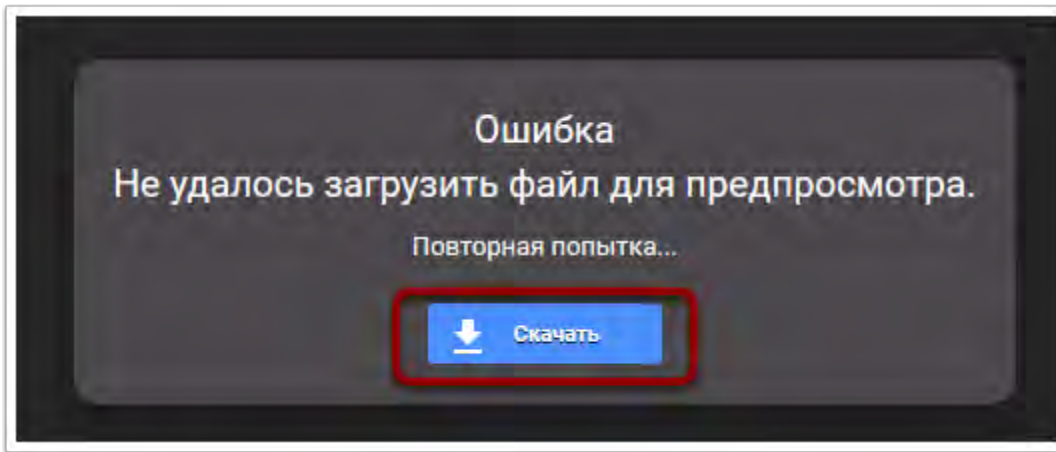 Ошибка
Не удалось загрузить файл для предпросмотра.
Повторная попытка...
Скачать